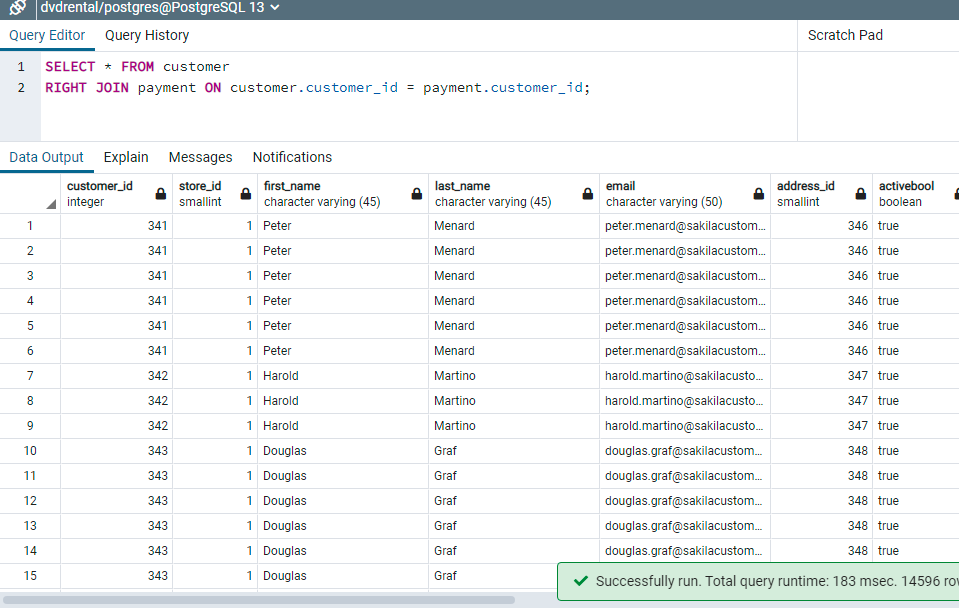 dvdrental/postgres@PostgreSQL 13
Query Editor Query History Scratch Pad
1 SELECT * FROM customer
2 RIGHT JOIN payment ON customer.customer_id = payment.customer_id;
Data Output Explain Messages Notifications
customer_id store_id first_name last_name email address_id activebool
integer smallint character varying (45) character varying (45) character varying (50) smallint boolean
1 341 1 Peter Menard peter.menard@sakilacustom... 346 true
2 341 1 Peter Menard peter.menard@sakilacustom... 346 true
3 341 1 Peter Menard peter.menard@sakilacustom... 346 true
4 341 1 Peter Menard peter.menard@sakilacustom... 346 true
5 341 1 Peter Menard peter.menard@sakilacustom... 346 true
6 341 1 Peter Menard peter.menard@sakilacustom... 346 true
7 342 1 Harold Martino harold.martino@sakilacusto... 347 true
8 342 1 Harold Martino harold.martino@sakilacusto... 347 true
9 342 1 Harold Martino harold.martino@sakilacusto... 347 true
10 343 1 Douglas Graf douglas.graf@sakilacustom... 348 true
11 343 1 Douglas Graf douglas.graf@sakilacustom... 348 true
12 343 1 Douglas Graf douglas.graf@sakilacustom... 348 true
13 343 1 Douglas Graf douglas.graf@sakilacustom... 348 true
14 343 1 Douglas Graf douglas.graf@sakilacustom... 348 true
15 343 1 Douglas Graf
Successfully run. Total query runtime: 183 msec. 14596 ro